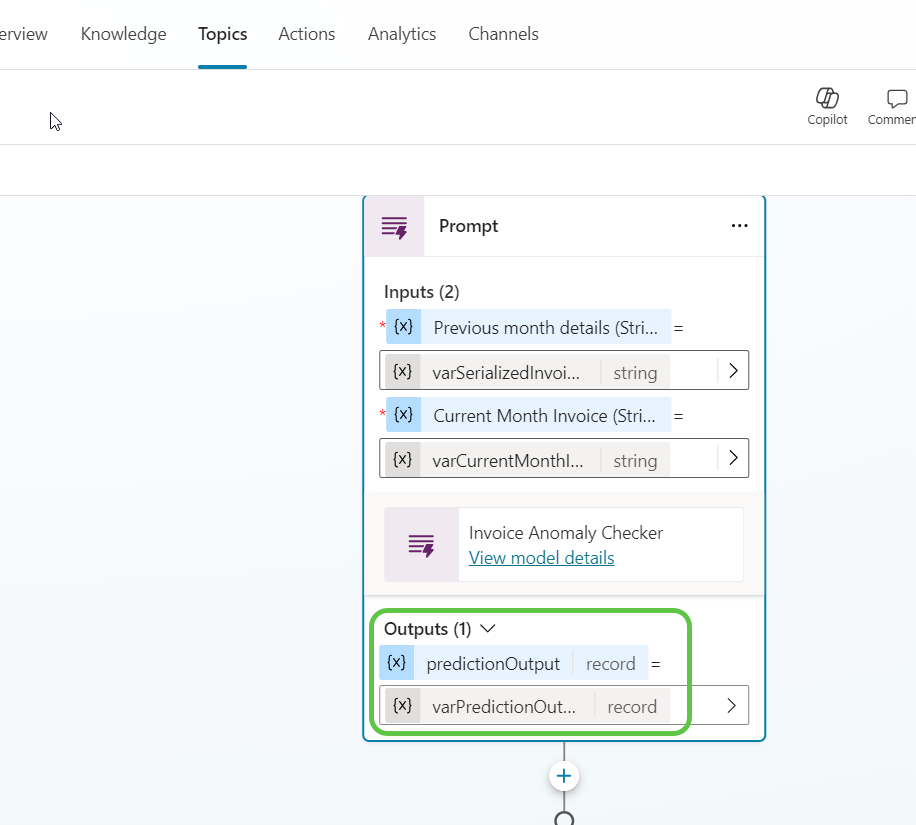 erview Knowledge Topics Actions Analytics Channels
Copilot Commen
Prompt ...
Inputs (2)
* {x} Previous month details (Stri... =
{x} varSerializedInvoi... string
* {x} Current Month Invoice (Stri... =
{x} varCurrentMonthI... string
Invoice Anomaly Checker
View model details
Outputs (1)
{x} predictionOutput record =
{x} varPredictionOut... record